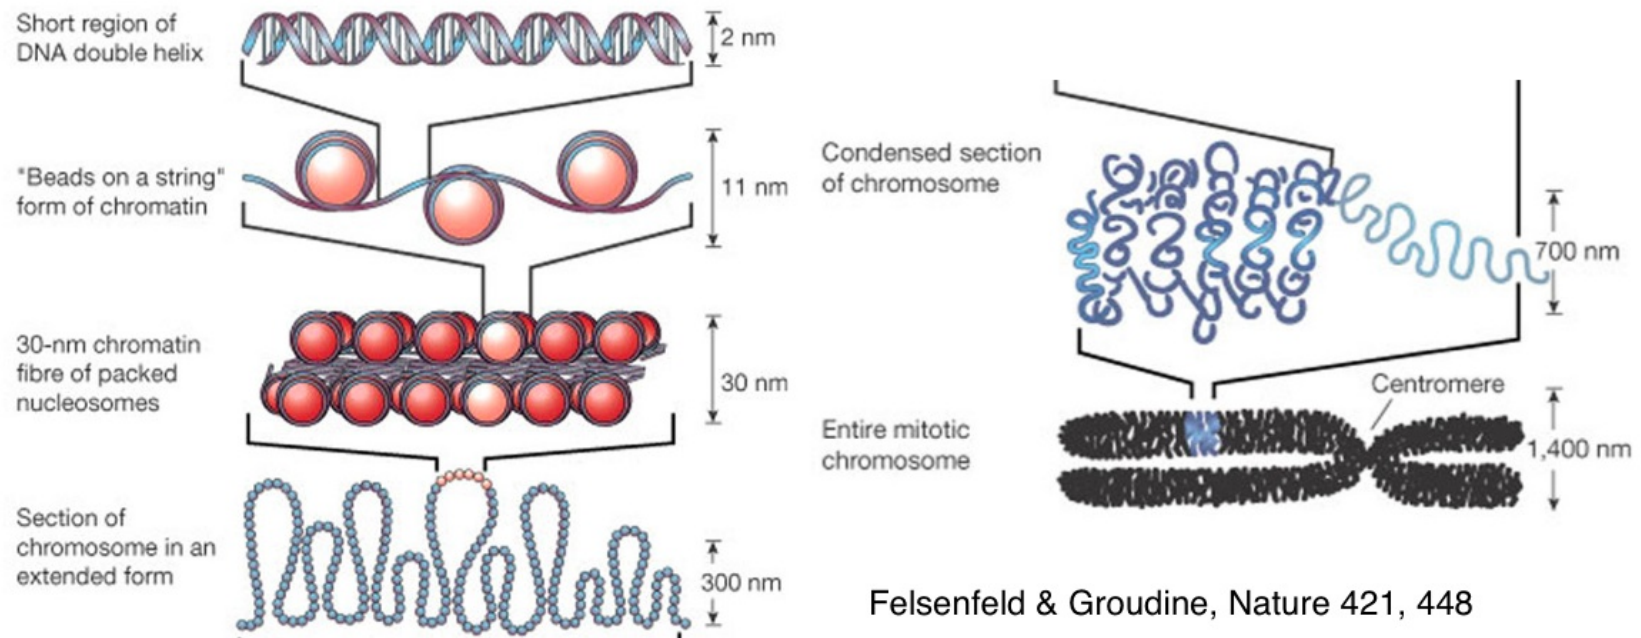 Short region of
DNA double helix
2 nm
"Beads on a string"
form of chromatin
11 nm
30-nm chromatin
fibre of packed
nucleosomes
30 nm
Section of
chromosome in an
extended form
300 nm
Condensed section
of chromosome
700 nm
Centromere
Entire mitotic
chromosome
1,400 nm
Felsenfeld & Groudine, Nature 421, 448